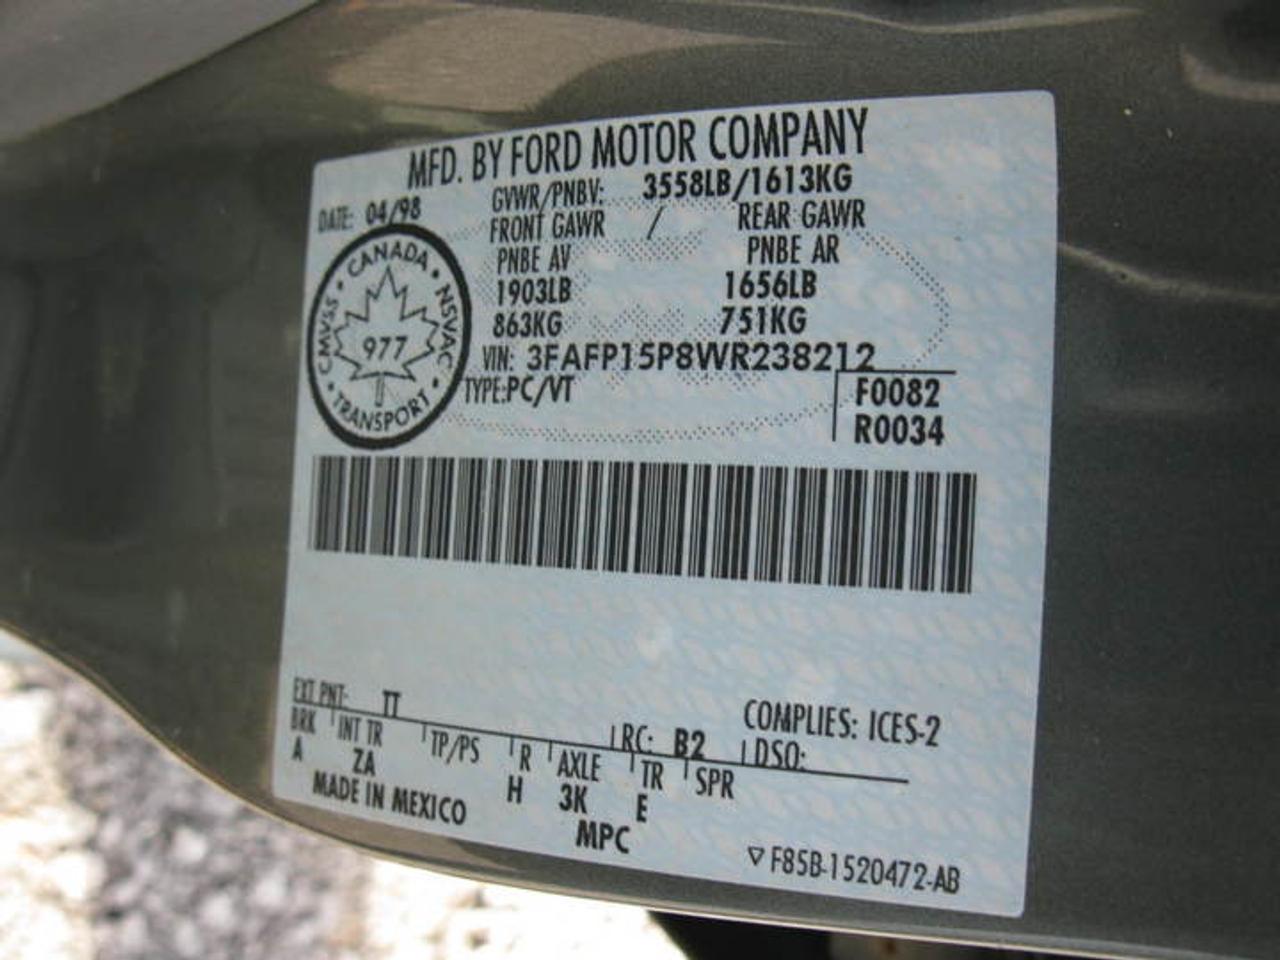 MFD. BY FORD MOTOR COMPANY
DATE: 04/98
GVWR/PNBV: 3558LB/1613KG
FRONT GAWR / REAR GAWR
PNBE AV PNBE AR
1903LB 1656LB
863KG 751KG
CANADA · NSVAC · TRANSPORT · CMVSS
977
VIN: 3FAFP15P8WR238212
TYPE:PC/VT
F0082
R0034
EXT PNT: TT RC: B2 DSO:
COMPLIES: ICES-2
BRK INT TR TP/PS R AXLE TR SPR
A ZA H 3K E
MADE IN MEXICO MPC
▽ F85B-1520472-AB